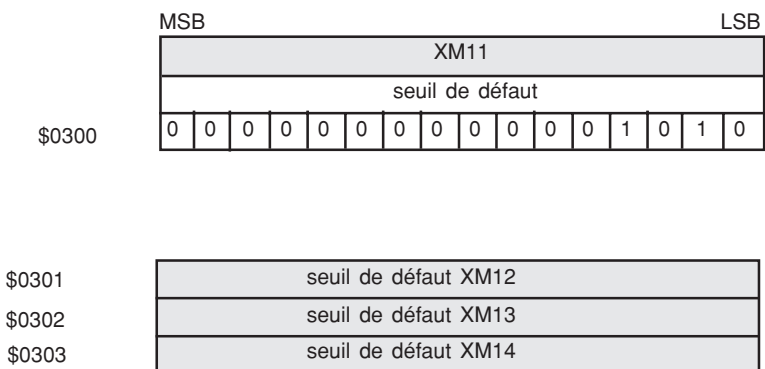 MSB LSB
XM11
seuil de défaut
$0300 0 0 0 0 0 0 0 0 0 0 0 0 1 0 1 0
$0301 seuil de défaut XM12
$0302 seuil de défaut XM13
$0303 seuil de défaut XM14